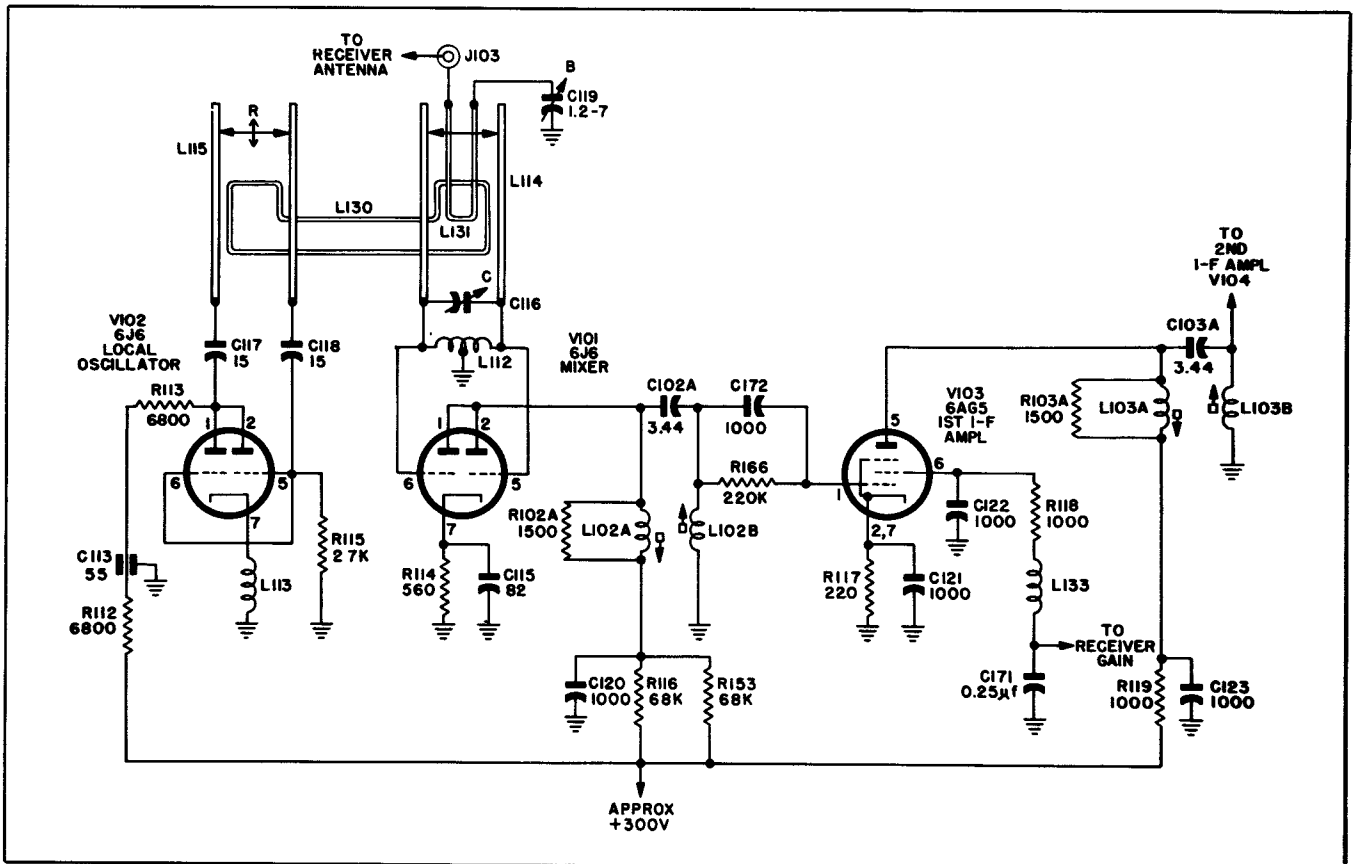 TO
RECEIVER
ANTENNA
J103
B
C119
1.2-7
R
L115
L114
L130
L131
C
C116
V102
6J6
LOCAL
OSCILLATOR
C117
15
C118
15
L112
V101
6J6
MIXER
R113
6800
1
2
6
5
7
R115
27K
L113
C113
55
R112
6800
1
2
6
5
7
R114
560
C115
82
C102A
3.44
C172
1000
R102A
1500
L102A
L102B
R166
220K
C120
1000
R116
68K
R153
68K
APPROX
+300V
V103
6AG5
1ST I-F
AMPL
5
6
1
2,7
R117
220
C121
1000
C122
1000
R118
1000
L133
TO
RECEIVER
GAIN
C171
0.25µf
TO
2ND
I-F AMPL
V104
C103A
3.44
R103A
1500
L103A
L103B
R119
1000
C123
1000